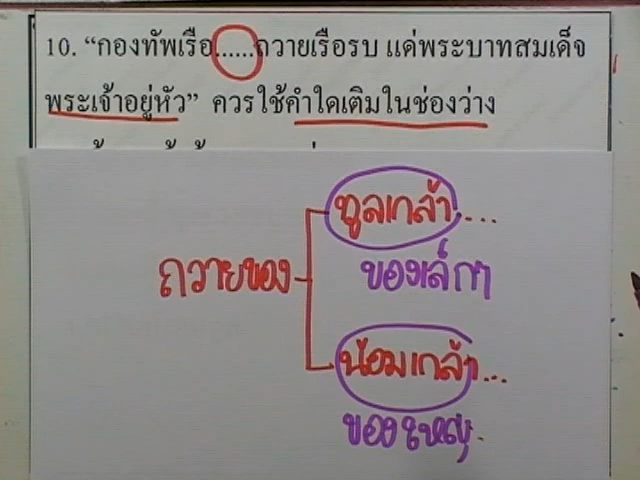 10. “กองทัพเรือ......ถวายเรือรบ แด่พระบาทสมเด็จ
พระเจ้าอยู่หัว” ควรใช้คำใดเติมในช่องว่าง
ทูลเกล้า....
ถวายของ
ของเล็กๆ
น้อมเกล้า...
ของใหญ่